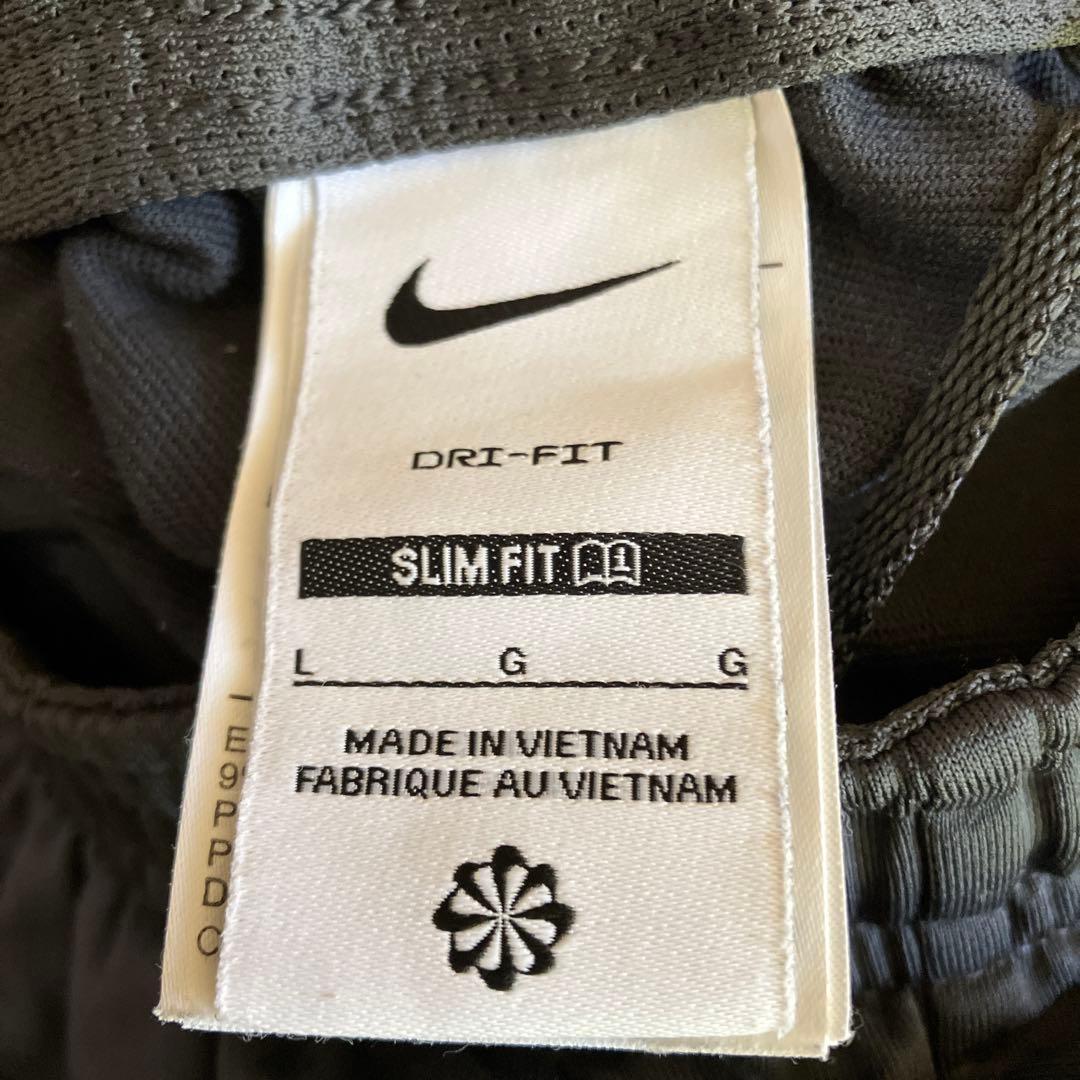 DRI-FIT
SLIM FIT
L G G
MADE IN VIETNAM
FABRIQUE AU VIETNAM